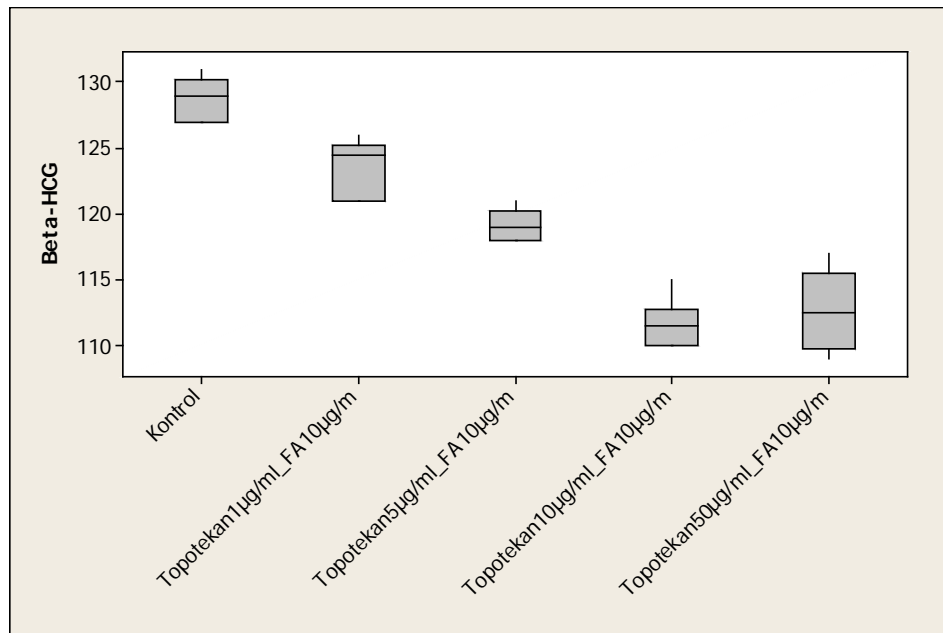 Beta-HCG
130
125
120
115
110
Kontrol
Topotekan1µg/ml_FA10µg/m
Topotekan5µg/ml_FA10µg/m
Topotekan10µg/ml_FA10µg/m
Topotekan50µg/ml_FA10µg/m